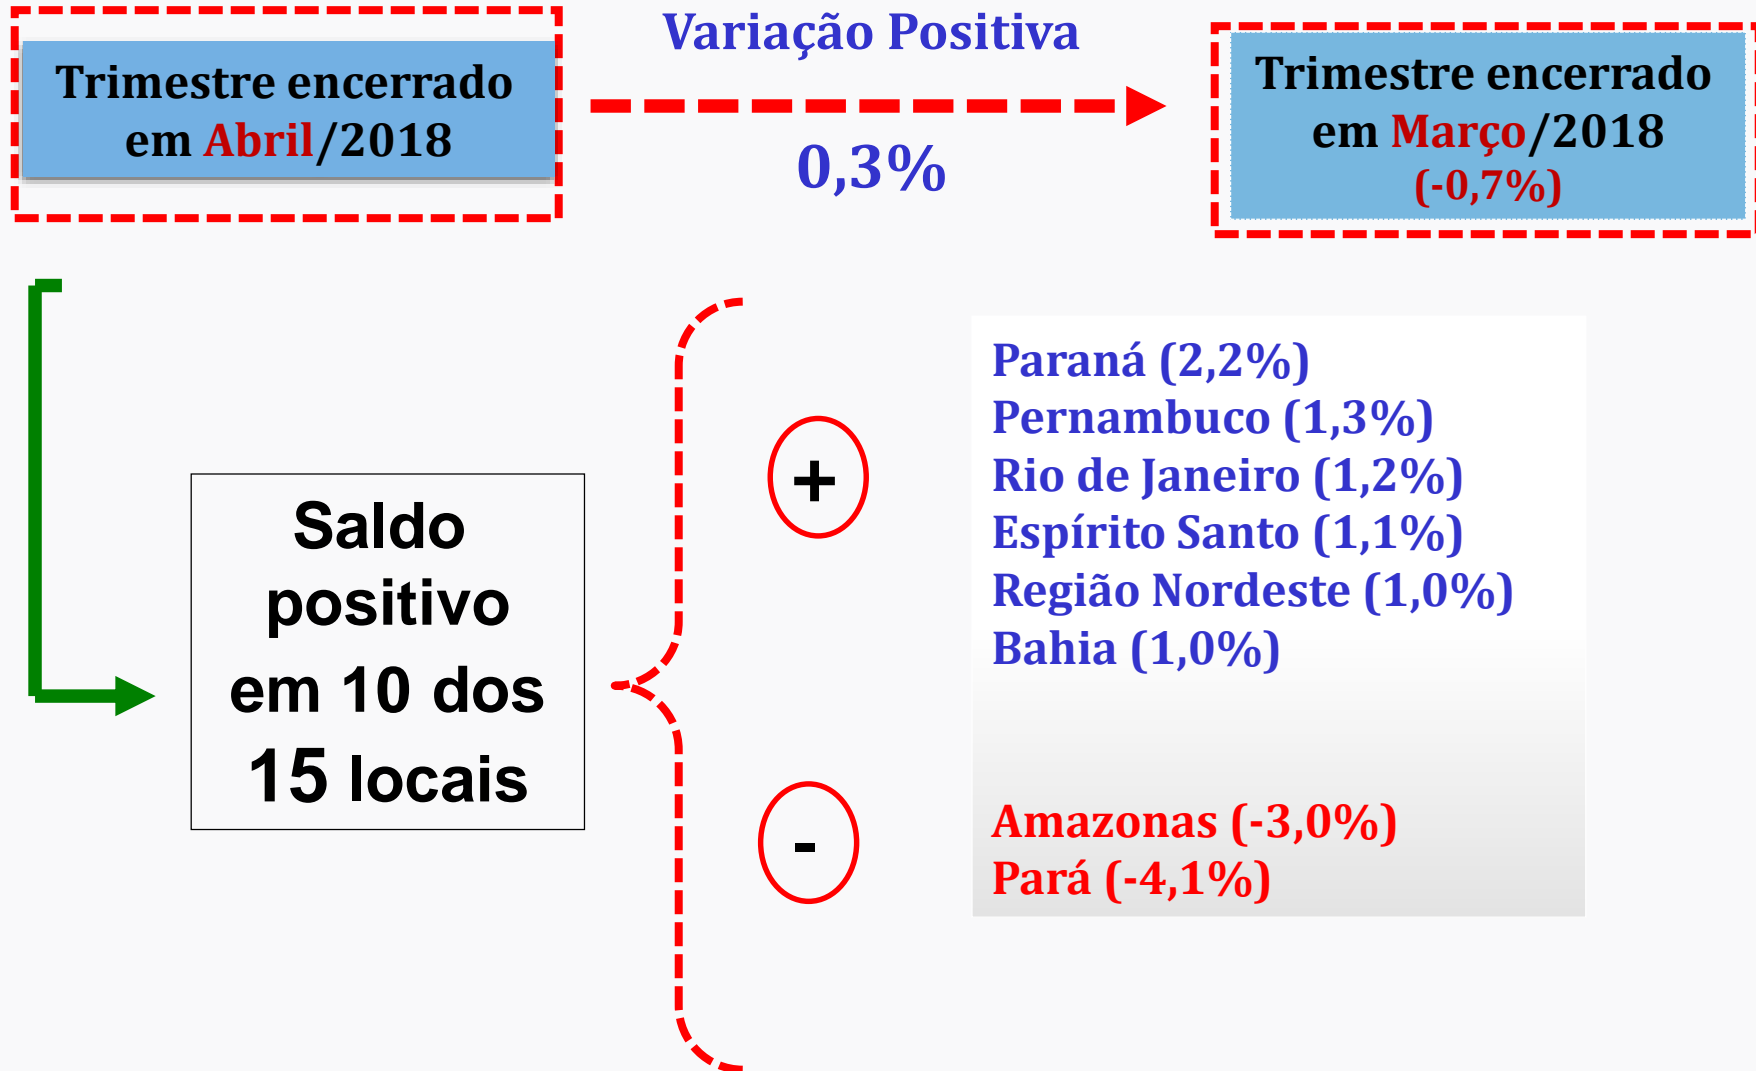 Trimestre encerrado
em Abril/2018
Variação Positiva
0,3%
Trimestre encerrado
em Março/2018
(-0,7%)
Saldo
positivo
em 10 dos
15 locais
+
Paraná (2,2%)
Pernambuco (1,3%)
Rio de Janeiro (1,2%)
Espírito Santo (1,1%)
Região Nordeste (1,0%)
Bahia (1,0%)
-
Amazonas (-3,0%)
Pará (-4,1%)